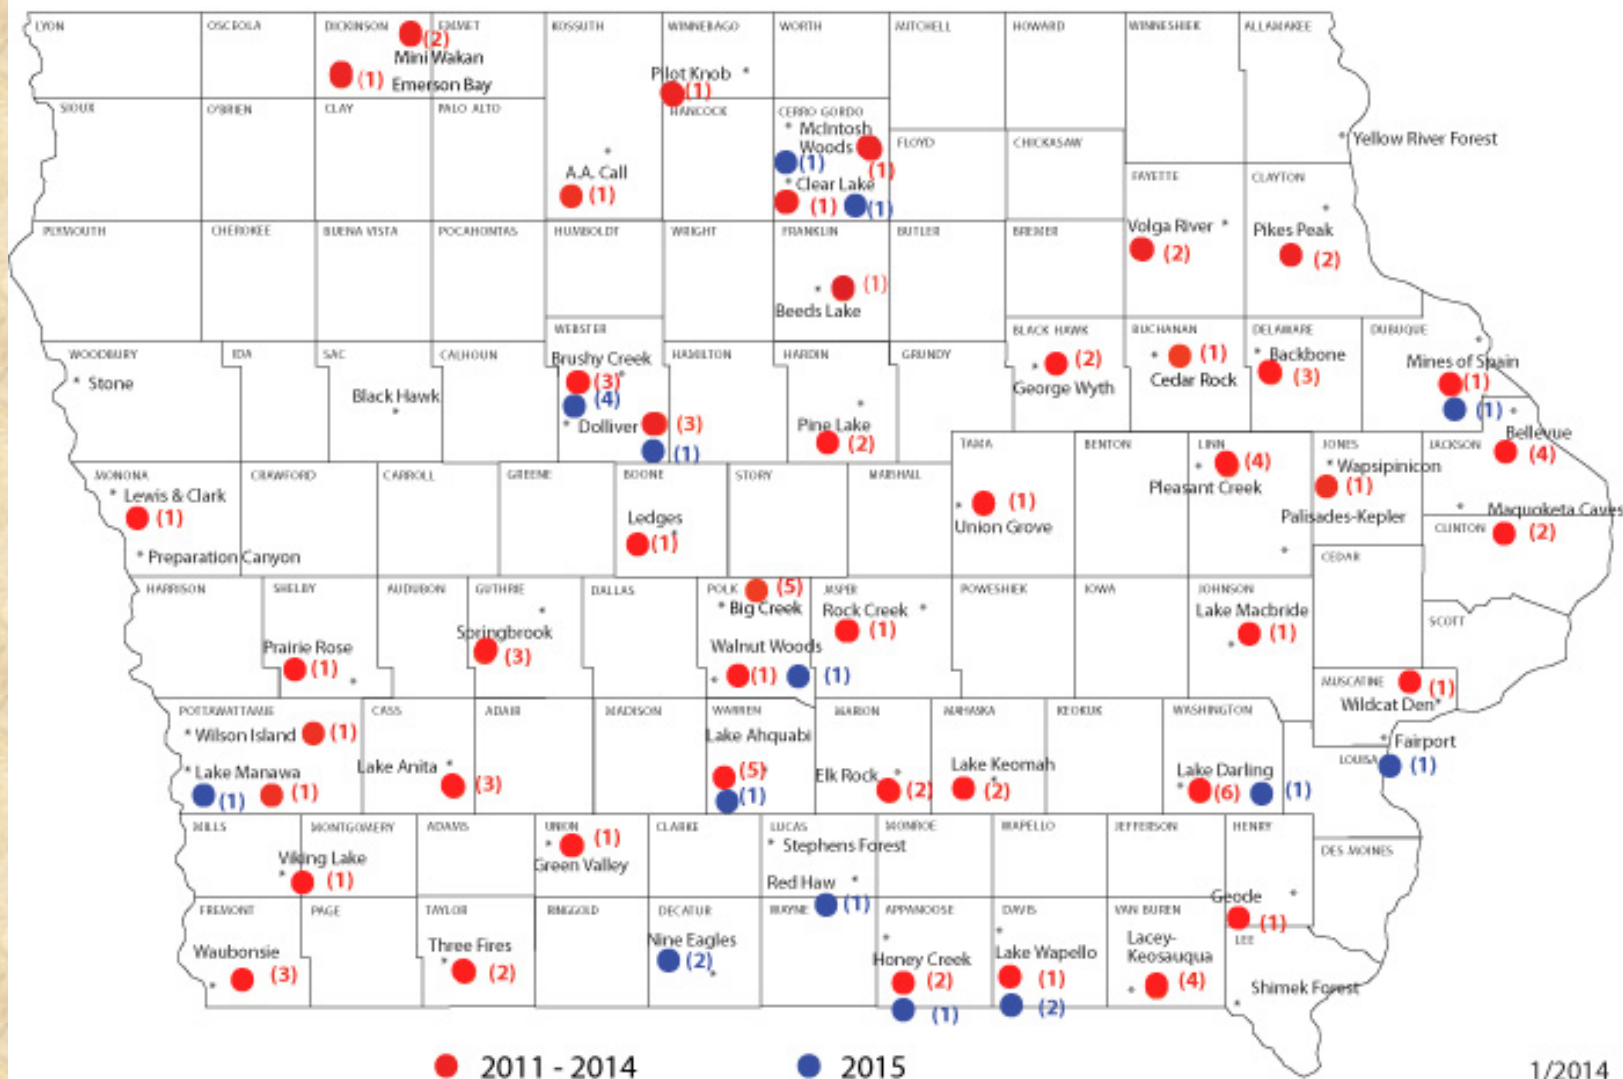 LYON
OSCEOLA
DICKINSON
EMMET
KOSSUTH
WINNEBAGO
WORTH
MITCHELL
HOWARD
WINNESHIEK
ALLAMAKEE
(2)
Mini Wakan
(1)
Emerson Bay
Pilot Knob
(1)
SIOUX
O'BRIEN
CLAY
PALO ALTO
HANCOCK
CERRO GORDO
McIntosh
Woods
(1)
(1)
FLOYD
CHICKASAW
Yellow River Forest
A.A. Call
(1)
Clear Lake
(1)
(1)
FAYETTE
CLAYTON
Volga River
(2)
Pikes Peak
(2)
PLYMOUTH
CHEROKEE
BUENA VISTA
POCAHONTAS
HUMBOLDT
WRIGHT
FRANKLIN
BUTLER
BREMER
(1)
Beeds Lake
WEBSTER
BLACK HAWK
BUCHANAN
DELAWARE
DUBUQUE
WOODBURY
Stone
IDA
SAC
CALHOUN
Black Hawk
Brushy Creek
(3)
(4)
Dolliver
(3)
(1)
HAMILTON
HARDIN
GRUNDY
Pine Lake
(2)
(2)
George Wyth
(1)
Cedar Rock
Backbone
(3)
Mines of Spain
(1)
(1)
Bellevue
(4)
MONONA
Lewis & Clark
(1)
Preparation Canyon
CRAWFORD
CARROLL
GREENE
BOONE
Ledges
(1)
STORY
MARSHALL
TAMA
(1)
Union Grove
BENTON
LINN
(4)
Pleasant Creek
JONES
Wapsipinicon
(1)
Palisades-Kepler
JACKSON
Maquoketa Caves
CLINTON
(2)
CEDAR
HARRISON
SHELBY
Prairie Rose
(1)
AUDUBON
GUTHRIE
Springbrook
(3)
DALLAS
POLK
(5)
Big Creek
Walnut Woods
(1)
(1)
JASPER
Rock Creek
(1)
POWESHIEK
IOWA
JOHNSON
Lake Macbride
(1)
SCOTT
MUSCATINE
(1)
Wildcat Den
POTTAWATTAMIE
Wilson Island
(1)
Lake Manawa
(1)
(1)
CASS
Lake Anita
(3)
ADAIR
MADISON
WARREN
Lake Ahquabi
(5)
(1)
MARION
Elk Rock
(2)
MAHASKA
Lake Keomah
(2)
KEOKUK
WASHINGTON
Lake Darling
(6)
(1)
Fairport
LOUISA
(1)
MILLS
MONTGOMERY
Viking Lake
(1)
ADAMS
UNION
(1)
Green Valley
CLARKE
LUCAS
Stephens Forest
Red Haw
(1)
MONROE
WAPELLO
JEFFERSON
HENRY
DES MOINES
Geode
(1)
FREMONT
Waubonsie
(3)
PAGE
TAYLOR
Three Fires
(2)
RINGGOLD
DECATUR
Nine Eagles
(2)
WAYNE
APPANOOSE
Honey Creek
(2)
(1)
DAVIS
Lake Wapello
(1)
(2)
VAN BUREN
Lacey-
Keosauqua
(4)
LEE
Shimek Forest
2011 - 2014
2015
1/2014